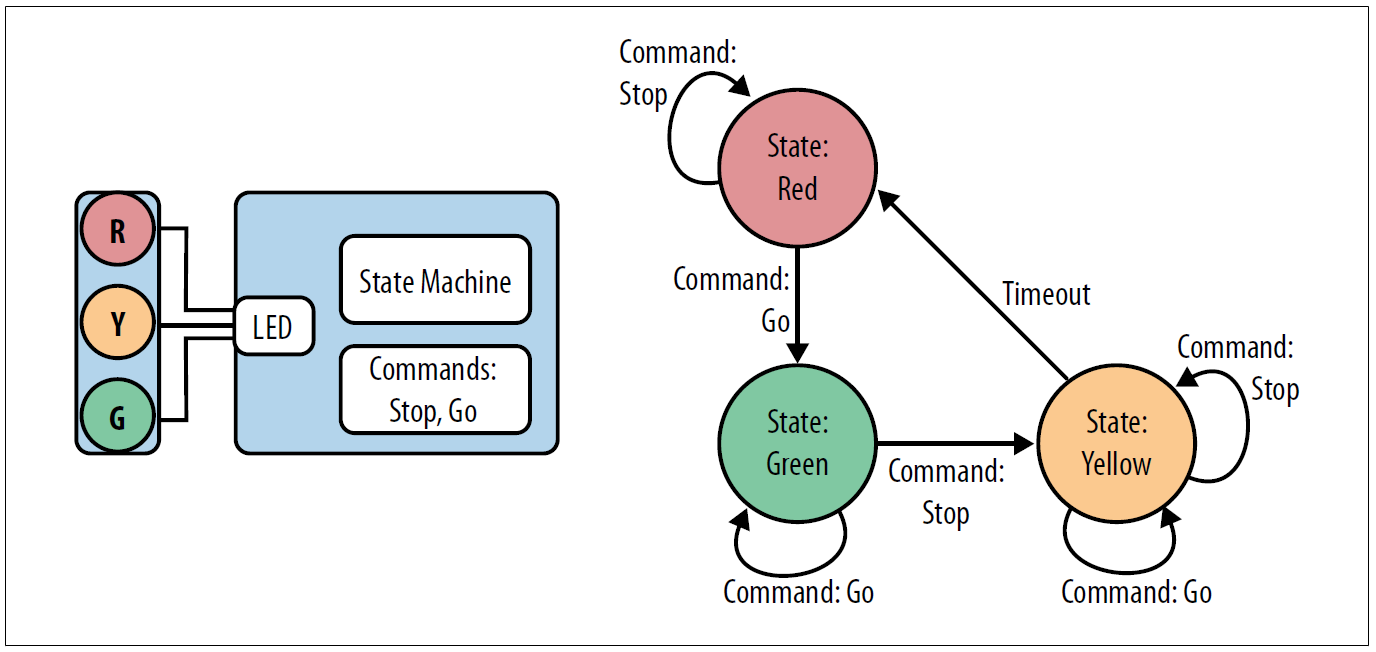 R
Y
G
LED
State Machine
Commands:
Stop, Go
Command:
Stop
State:
Red
Command:
Go
Timeout
State:
Green
Command:
Stop
State:
Yellow
Command:
Stop
Command: Go
Command: Go